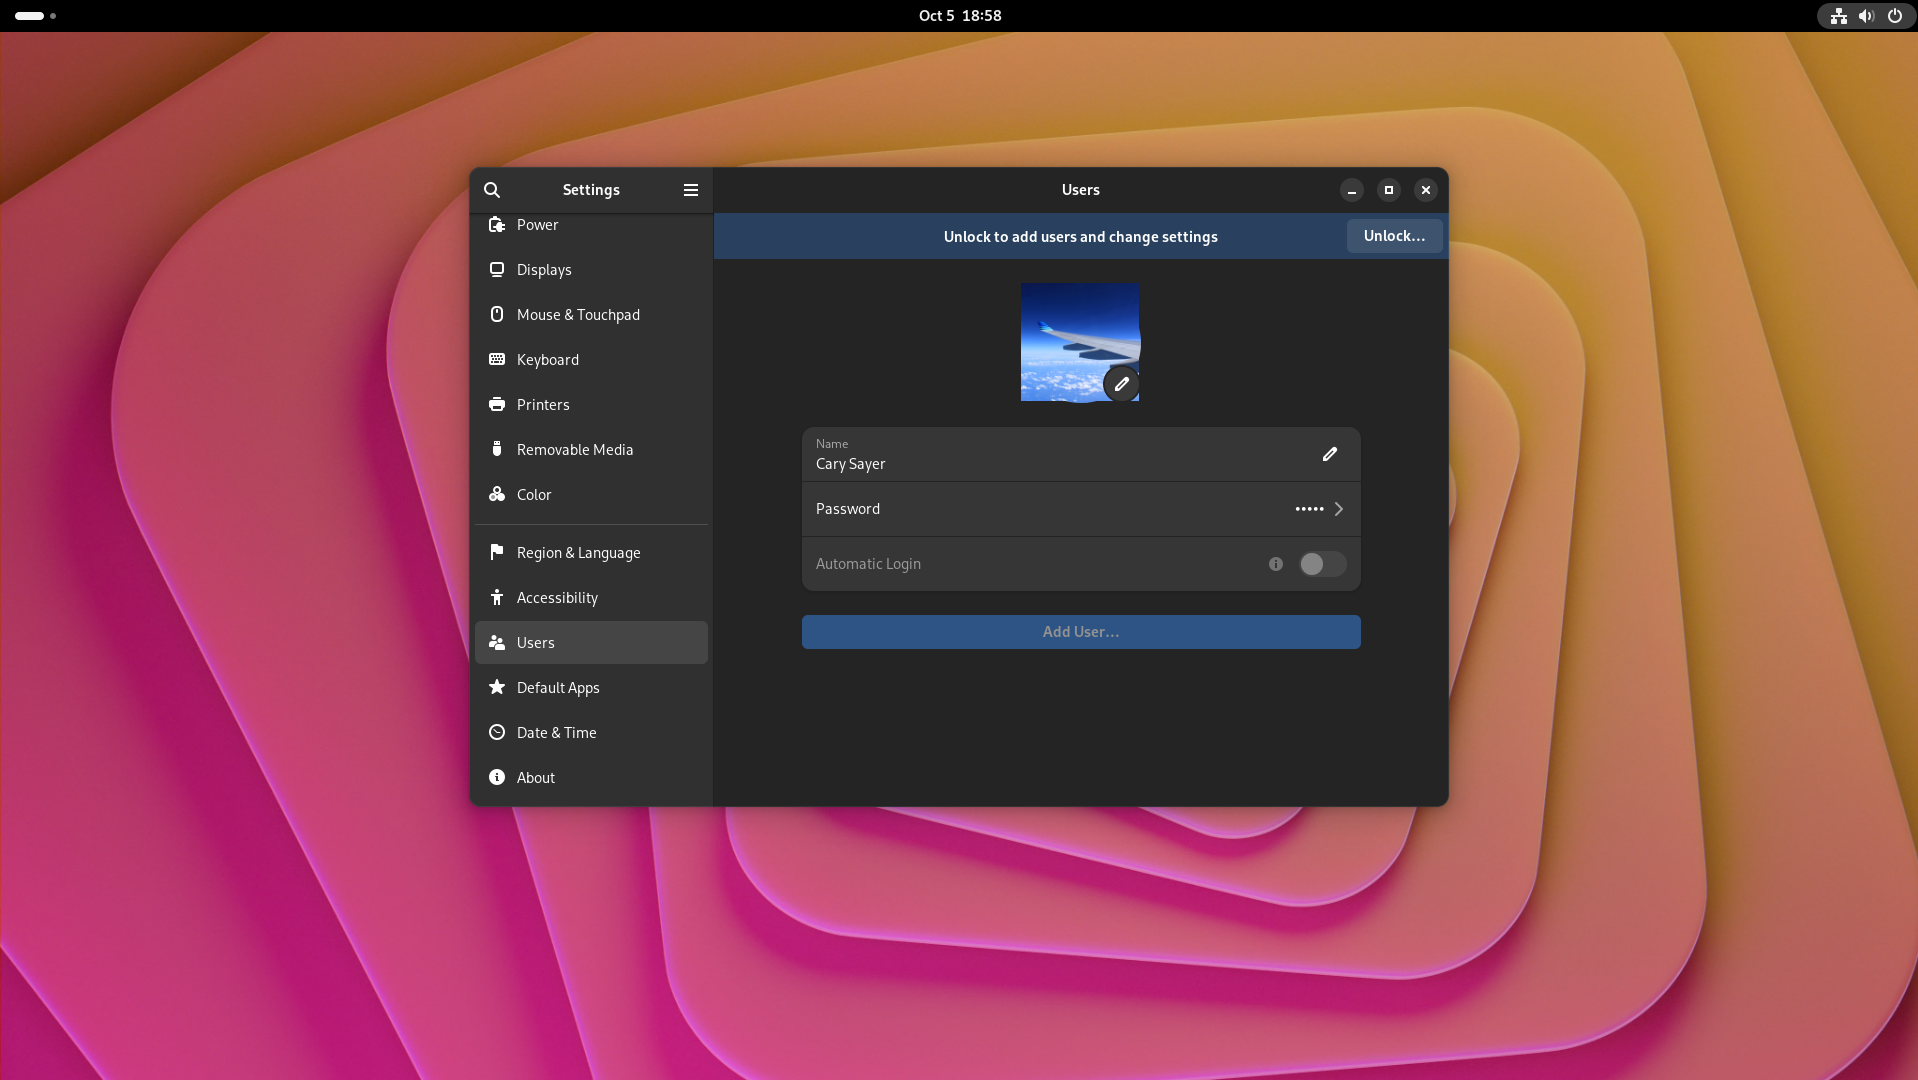 Oct 5 18:58
Settings
Users
Power
Displays
Mouse & Touchpad
Keyboard
Printers
Removable Media
Color
Region & Language
Accessibility
Users
Default Apps
Date & Time
About
Unlock to add users and change settings
Unlock...
Name
Cary Sayer
Password
•••••
Automatic Login
Add User...